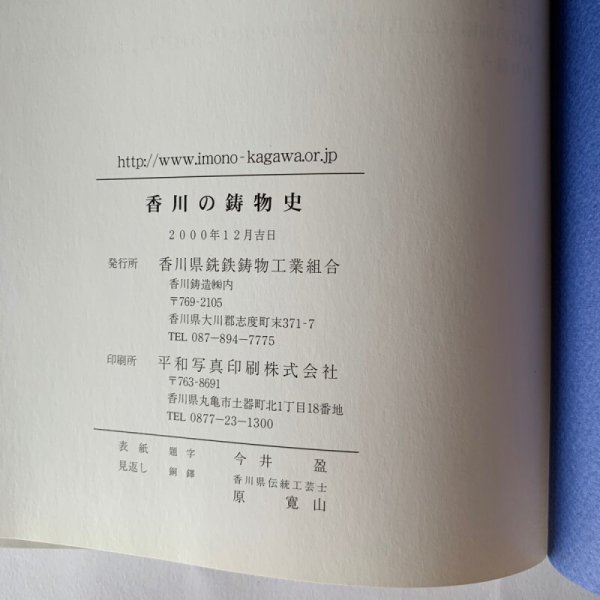 http://www.imono-kagawa.or.jp
香川の鋳物史
2000年12月吉日
発行所 香川県銑鉄鋳物工業組合
香川鋳造㈱内
〒769-2105
香川県大川郡志度町末371-7
TEL 087-894-7775
印刷所 平和写真印刷株式会社
〒763-8691
香川県丸亀市土器町北1丁目18番地
TEL 0877-23-1300
表紙 題字 今井 盈
見返し 銅鐸 香川県伝統工芸士
原 寛山